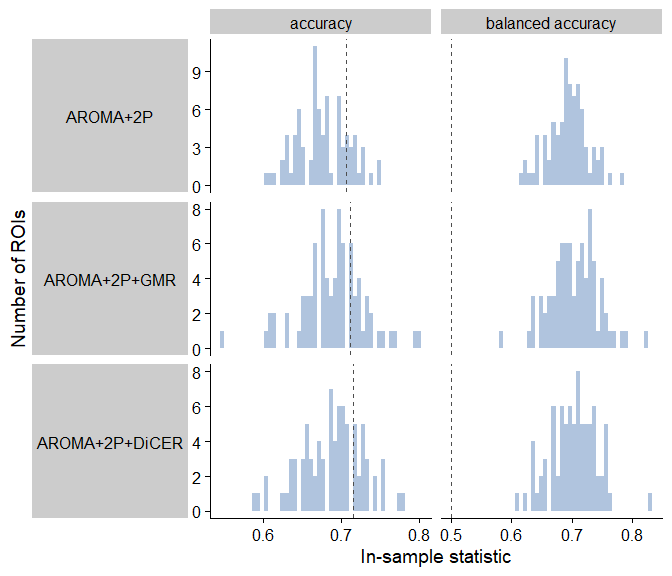 accuracy balanced accuracy
AROMA+2P
9
6
3
0
Number of ROIs
AROMA+2P+GMR
8
6
4
2
0
AROMA+2P+DiCER
8
6
4
2
0
0.6 0.7 0.8 0.5 0.6 0.7 0.8
In-sample statistic